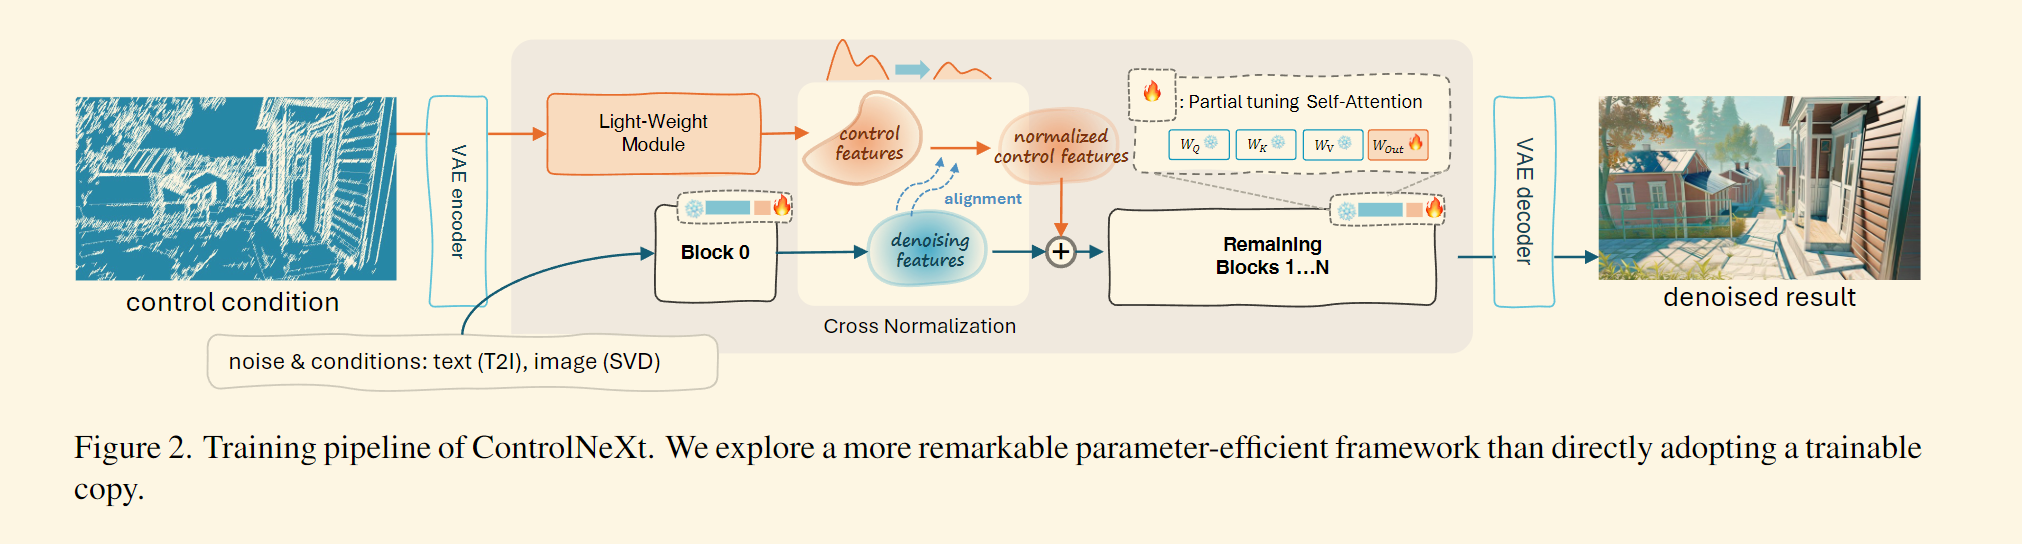 control condition
VAE encoder
noise & conditions: text (T2I), image (SVD)
Light-Weight
Module
Block 0
control
features
alignment
denoising
features
Cross Normalization
normalized
control features
+
: Partial tuning Self-Attention
W_Q
W_K
W_V
W_Out
Remaining
Blocks 1...N
VAE decoder
denoised result
Figure 2. Training pipeline of ControlNeXt. We explore a more remarkable parameter-efficient framework than directly adopting a trainable
copy.